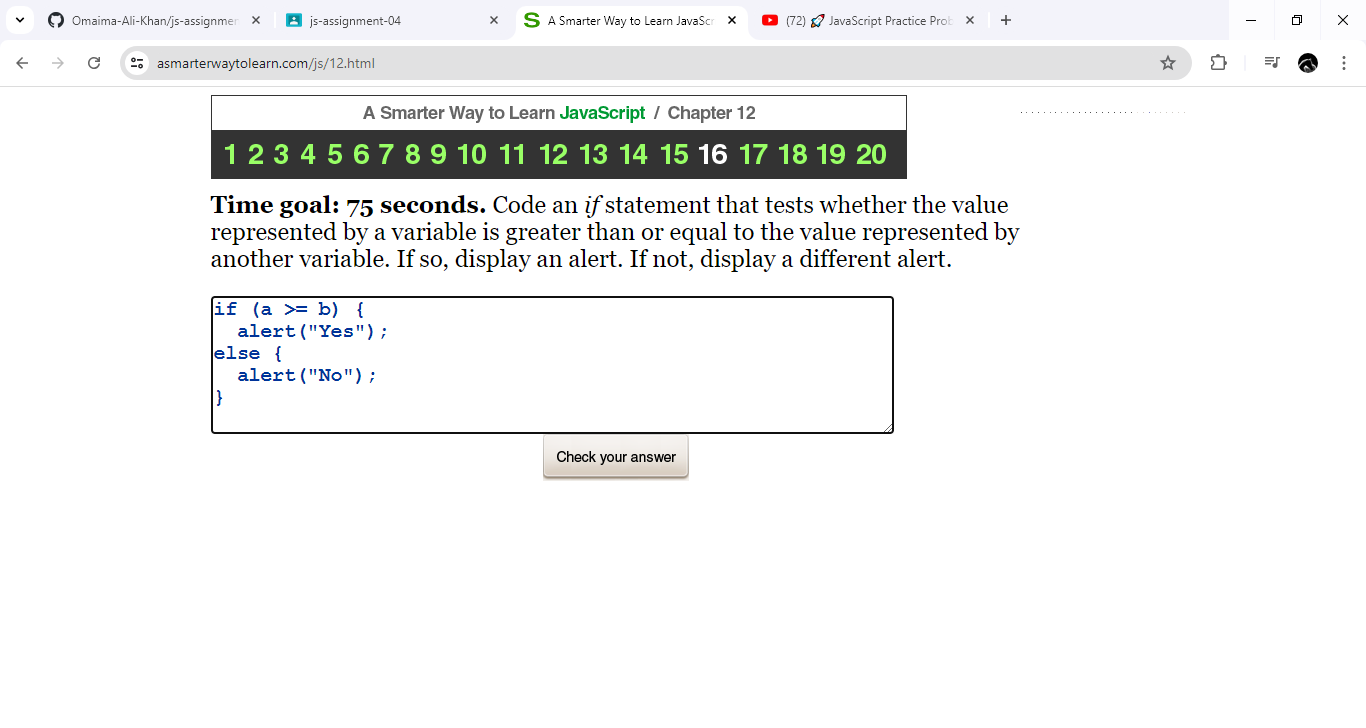 Omaima-Ali-Khan/js-assignmen
js-assignment-04
A Smarter Way to Learn JavaSc
(72) 🚀 JavaScript Practice Prob
asmarterwaytolearn.com/js/12.html
A Smarter Way to Learn JavaScript / Chapter 12
1 2 3 4 5 6 7 8 9 10 11 12 13 14 15 16 17 18 19 20
Time goal: 75 seconds. Code an if statement that tests whether the value
represented by a variable is greater than or equal to the value represented by
another variable. If so, display an alert. If not, display a different alert.
if (a >= b) {
  alert("Yes");
else {
  alert("No");
}
Check your answer